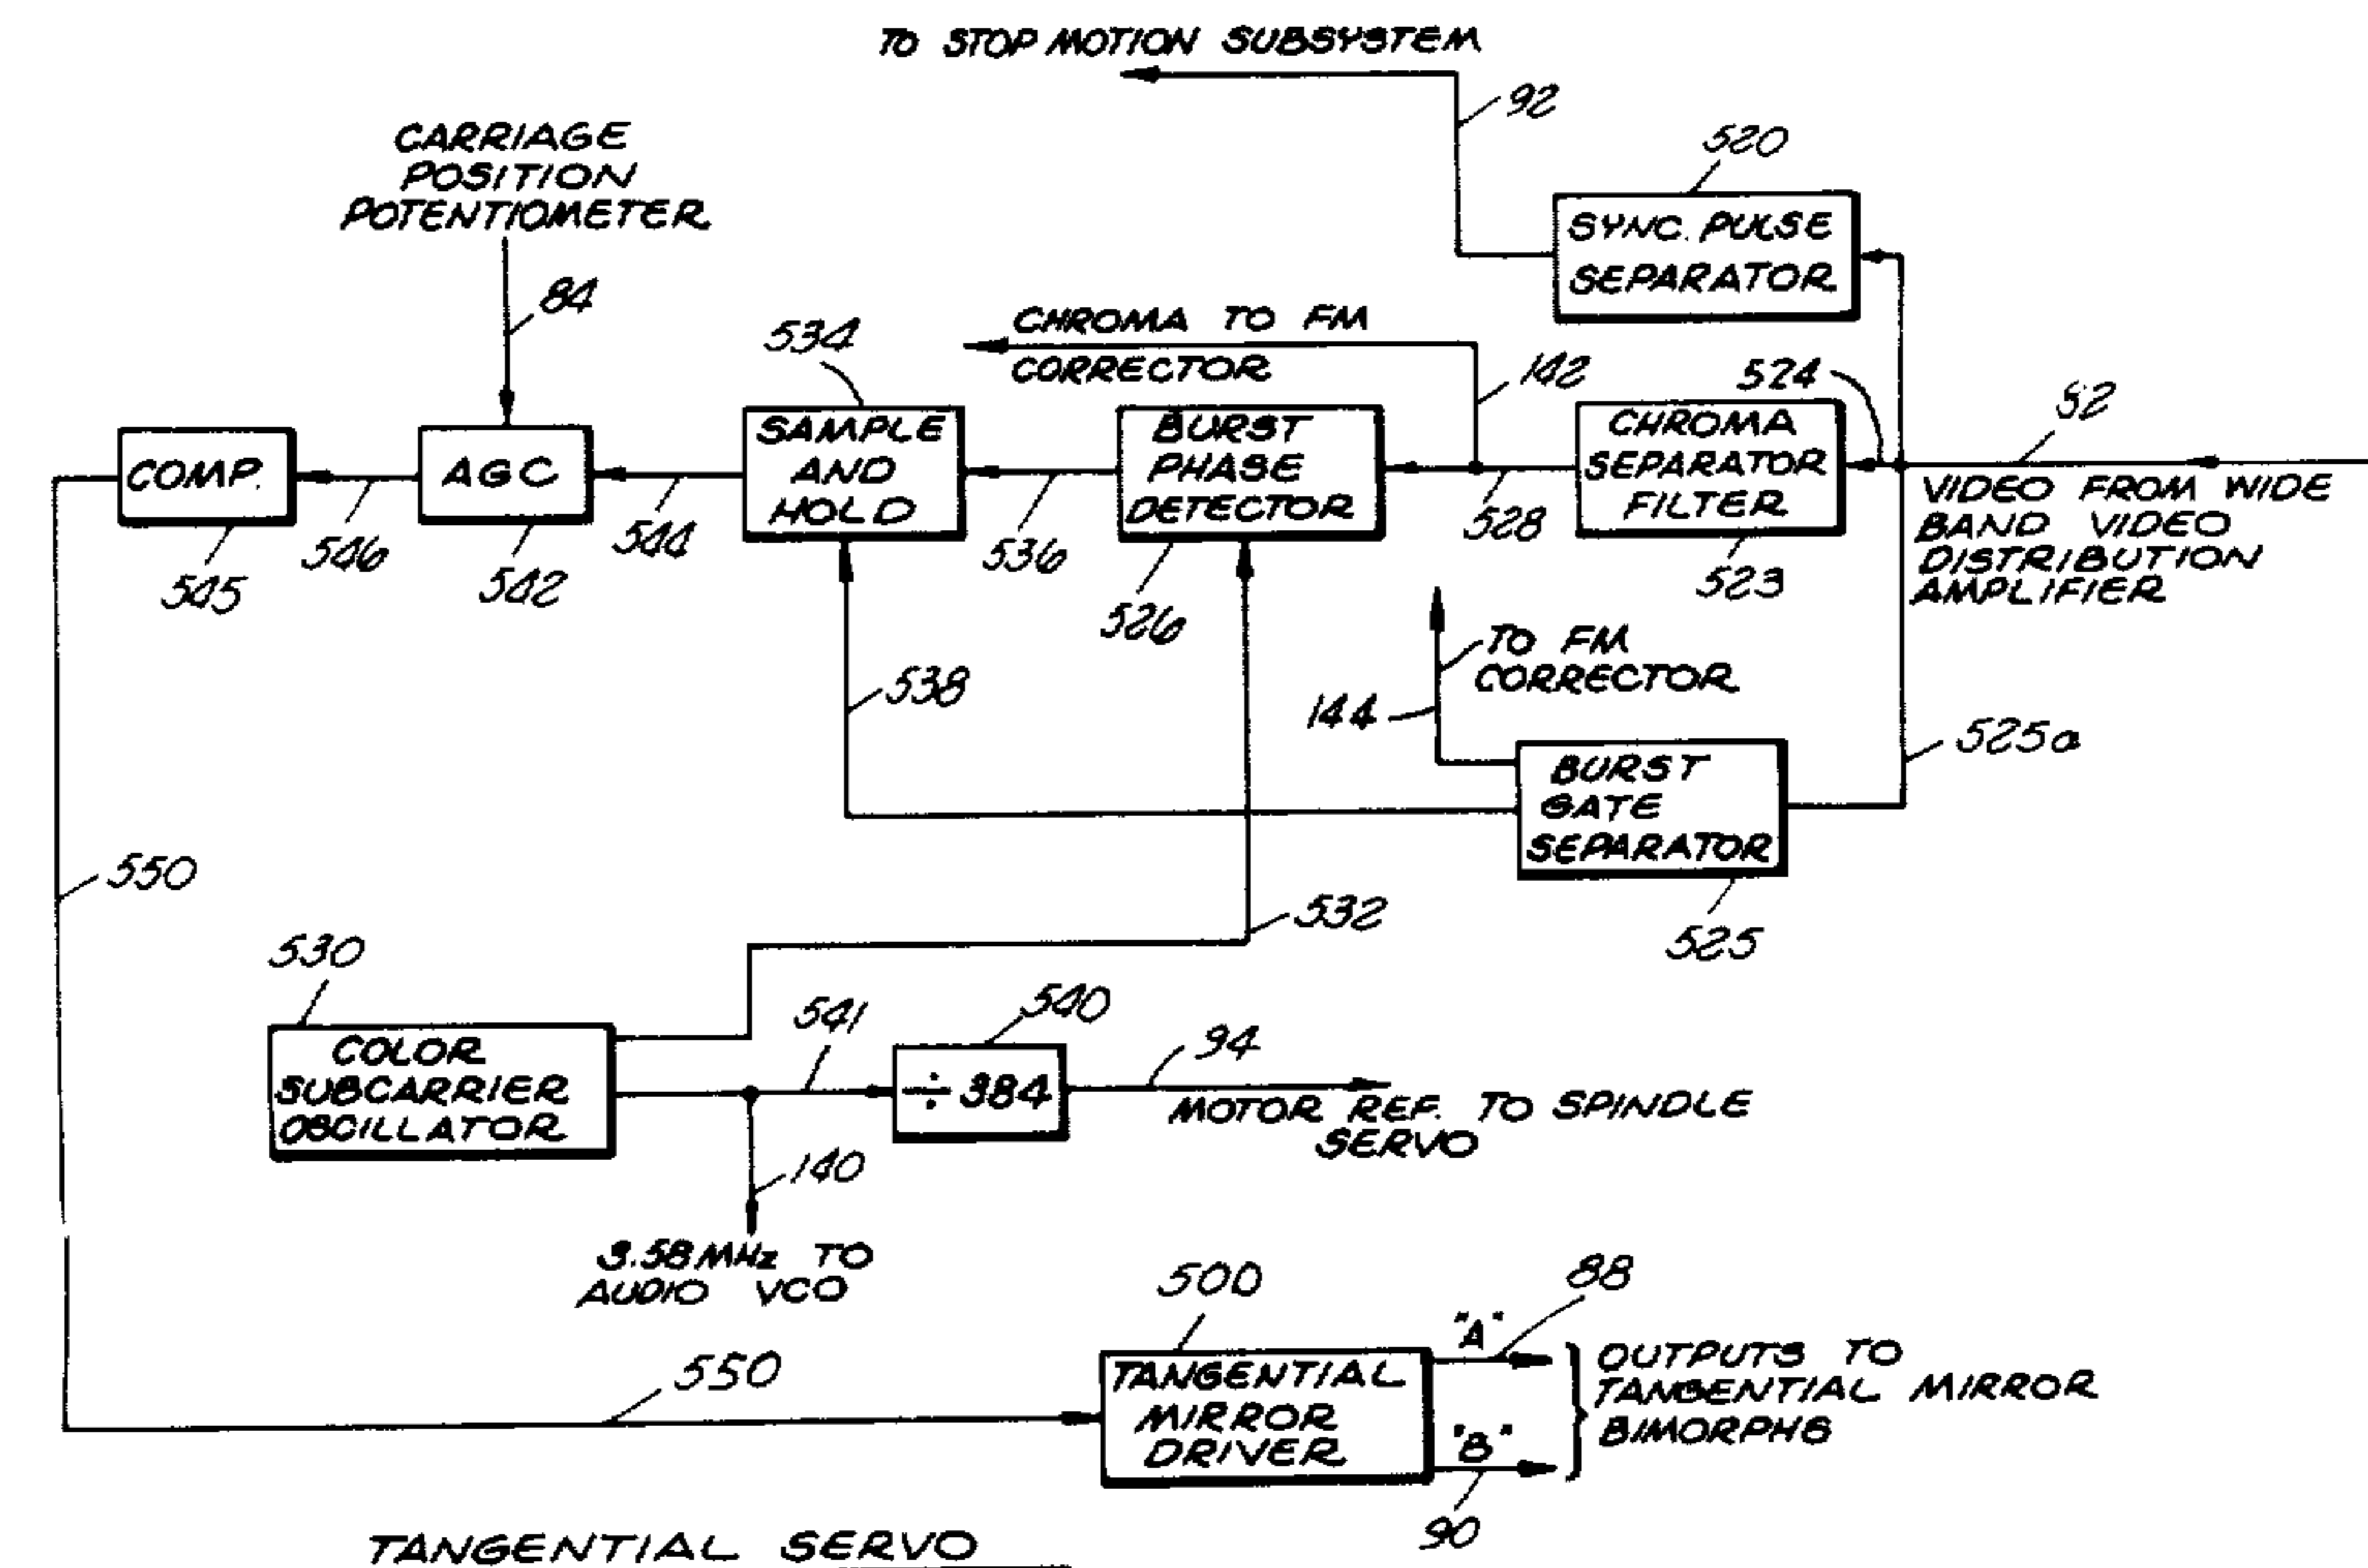 TO STOP MOTION SUBSYSTEM
92
520
CARRIAGE
POSITION
POTENTIOMETER
84
SYNC. PULSE
SEPARATOR
534
CHROMA TO FM
CORRECTOR
142
524
52
COMP.
AGC
SAMPLE
AND
HOLD
BURST
PHASE
DETECTOR
CHROMA
SEPARATOR
FILTER
VIDEO FROM WIDE
BAND VIDEO
DISTRIBUTION
AMPLIFIER
545
546
542
544
536
526
528
523
TO FM
CORRECTOR
144
538
525a
BURST
GATE
SEPARATOR
525
550
532
530
541
540
94
COLOR
SUBCARRIER
OSCILLATOR
÷ 384
MOTOR REF. TO SPINDLE
SERVO
140
3.58MHz TO
AUDIO VCO
500
88
"A"
550
TANGENTIAL
MIRROR
DRIVER
OUTPUTS TO
TANGENTIAL MIRROR
BIMORPHS
"B"
90
TANGENTIAL SERVO